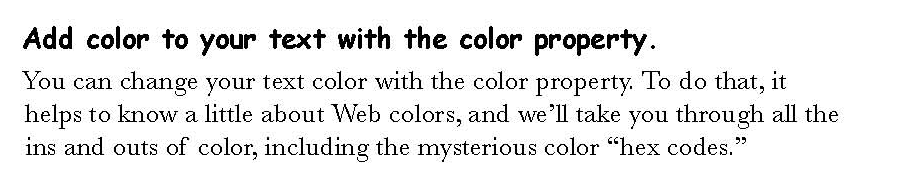 Add color to your text with the color property.
You can change your text color with the color property. To do that, it
helps to know a little about Web colors, and we’ll take you through all the
ins and outs of color, including the mysterious color “hex codes.”